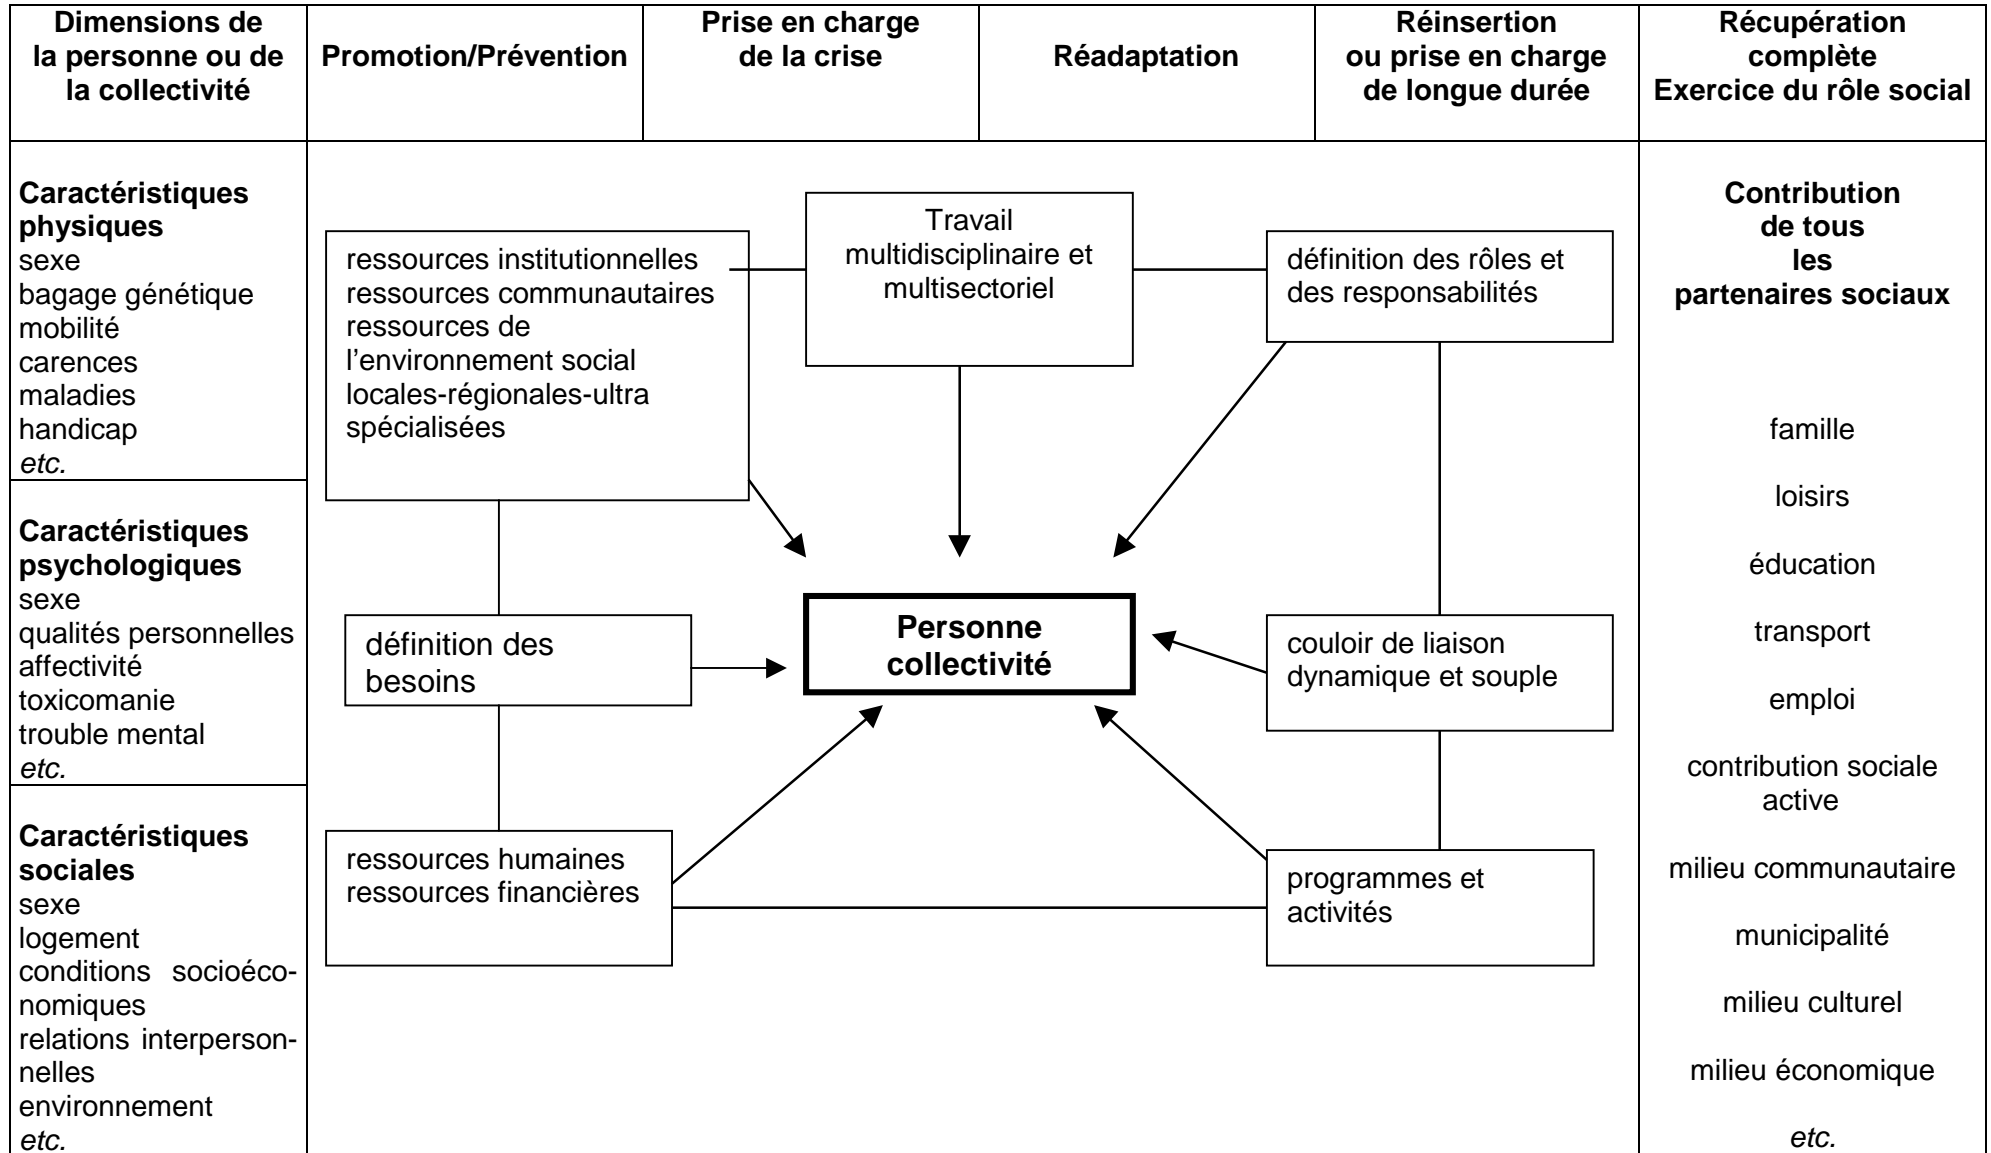 Dimensions de
la personne ou de
la collectivité
Promotion/Prévention
Prise en charge
de la crise
Réadaptation
Réinsertion
ou prise en charge
de longue durée
Récupération
complète
Exercice du rôle social
Caractéristiques
physiques
sexe
bagage génétique
mobilité
carences
maladies
handicap
etc.
Caractéristiques
psychologiques
sexe
qualités personnelles
affectivité
toxicomanie
trouble mental
etc.
Caractéristiques
sociales
sexe
logement
conditions socioéco-
nomiques
relations interperson-
nelles
environnement
etc.
ressources institutionnelles
ressources communautaires
ressources de
l’environnement social
locales-régionales-ultra
spécialisées
Travail
multidisciplinaire et
multisectoriel
définition des rôles et
des responsabilités
définition des
besoins
Personne
collectivité
couloir de liaison
dynamique et souple
ressources humaines
ressources financières
programmes et
activités
Contribution
de tous
les
partenaires sociaux
famille
loisirs
éducation
transport
emploi
contribution sociale
active
milieu communautaire
municipalité
milieu culturel
milieu économique
etc.